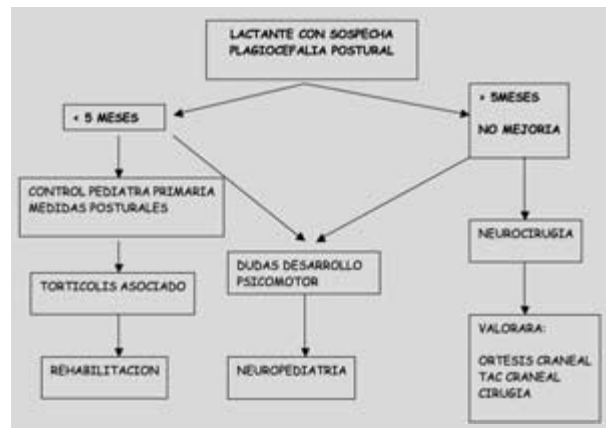 LACTANTE CON SOSPECHA
PLAGIOCEFALIA POSTURAL
< 5 MESES
> 5MESES
NO MEJORIA
CONTROL PEDIATRA PRIMARIA
MEDIDAS POSTURALES
NEUROCIRUGIA
DUDAS DESARROLLO
PSICOMOTOR
TORTICOLIS ASOCIADO
VALORARA:
ORTESIS CRANEAL
TAC CRANEAL
CIRUGIA
REHABILITACION
NEUROPEDIATRIA